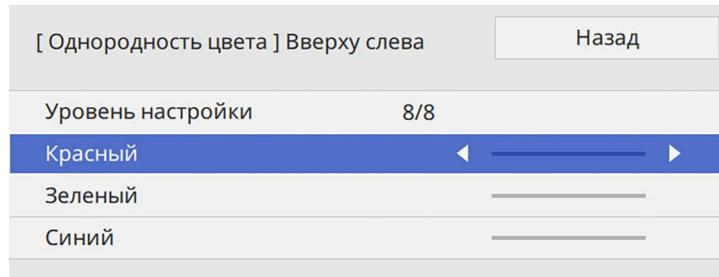 [ Однородность цвета ] Вверху слева
Назад
Уровень настройки 8/8
Красный
Зеленый
Синий